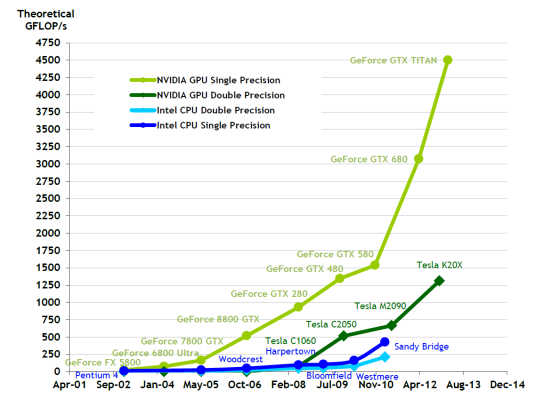 Theoretical
GFLOP/s
4750
4500
4250
4000
3750
3500
3250
3000
2750
2500
2250
2000
1750
1500
1250
1000
750
500
250
0
Apr-01 Sep-02 Jan-04 May-05 Oct-06 Feb-08 Jul-09 Nov-10 Apr-12 Aug-13 Dec-14
NVIDIA GPU Single Precision
NVIDIA GPU Double Precision
Intel CPU Double Precision
Intel CPU Single Precision
GeForce GTX TITAN
GeForce GTX 680
GeForce GTX 580
GeForce GTX 480
GeForce GTX 280
GeForce 8800 GTX
GeForce 7800 GTX
GeForce 6800 Ultra
GeForce FX 5800
Tesla K20X
Tesla M2090
Tesla C2050
Tesla C1060
Harpertown
Woodcrest
Pentium 4
Bloomfield
Westmere
Sandy Bridge